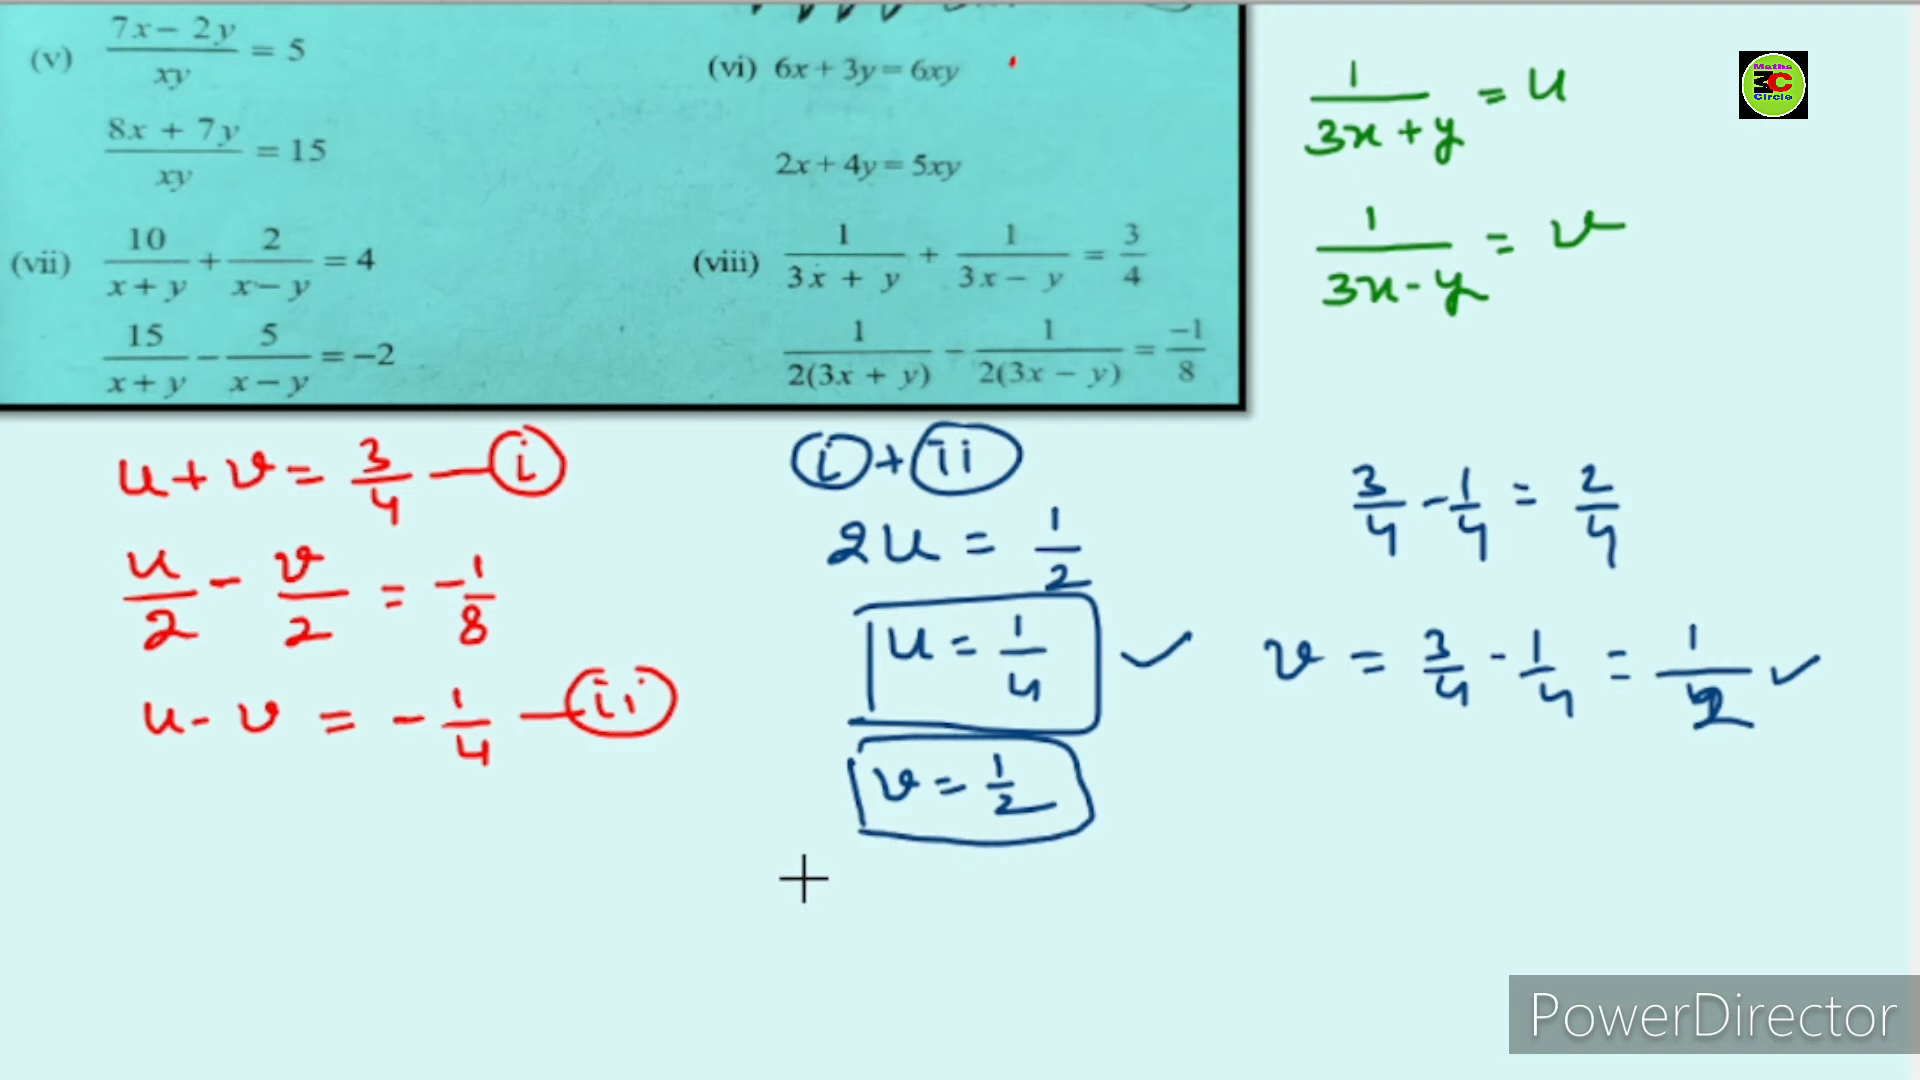 (v) 7x − 2y / xy = 5
8x + 7y / xy = 15
(vi) 6x + 3y = 6xy
2x + 4y = 5xy
(vii) 10 / x + y + 2 / x − y = 4
15 / x + y − 5 / x − y = −2
(viii) 1 / 3x + y + 1 / 3x − y = 3 / 4
1 / 2(3x + y) − 1 / 2(3x − y) = −1 / 8
1 / 3x + y = u
1 / 3x - y = v
Maths
3C
Circle
u + v = 3/4 — (i)
u/2 - v/2 = -1/8
u - v = -1/4 — (ii)
(i) + (ii)
2u = 1/2
u = 1/4 ✓
v = 1/2
3/4 - 1/4 = 2/4
v = 3/4 - 1/4 = 1/2 ✓
PowerDirector